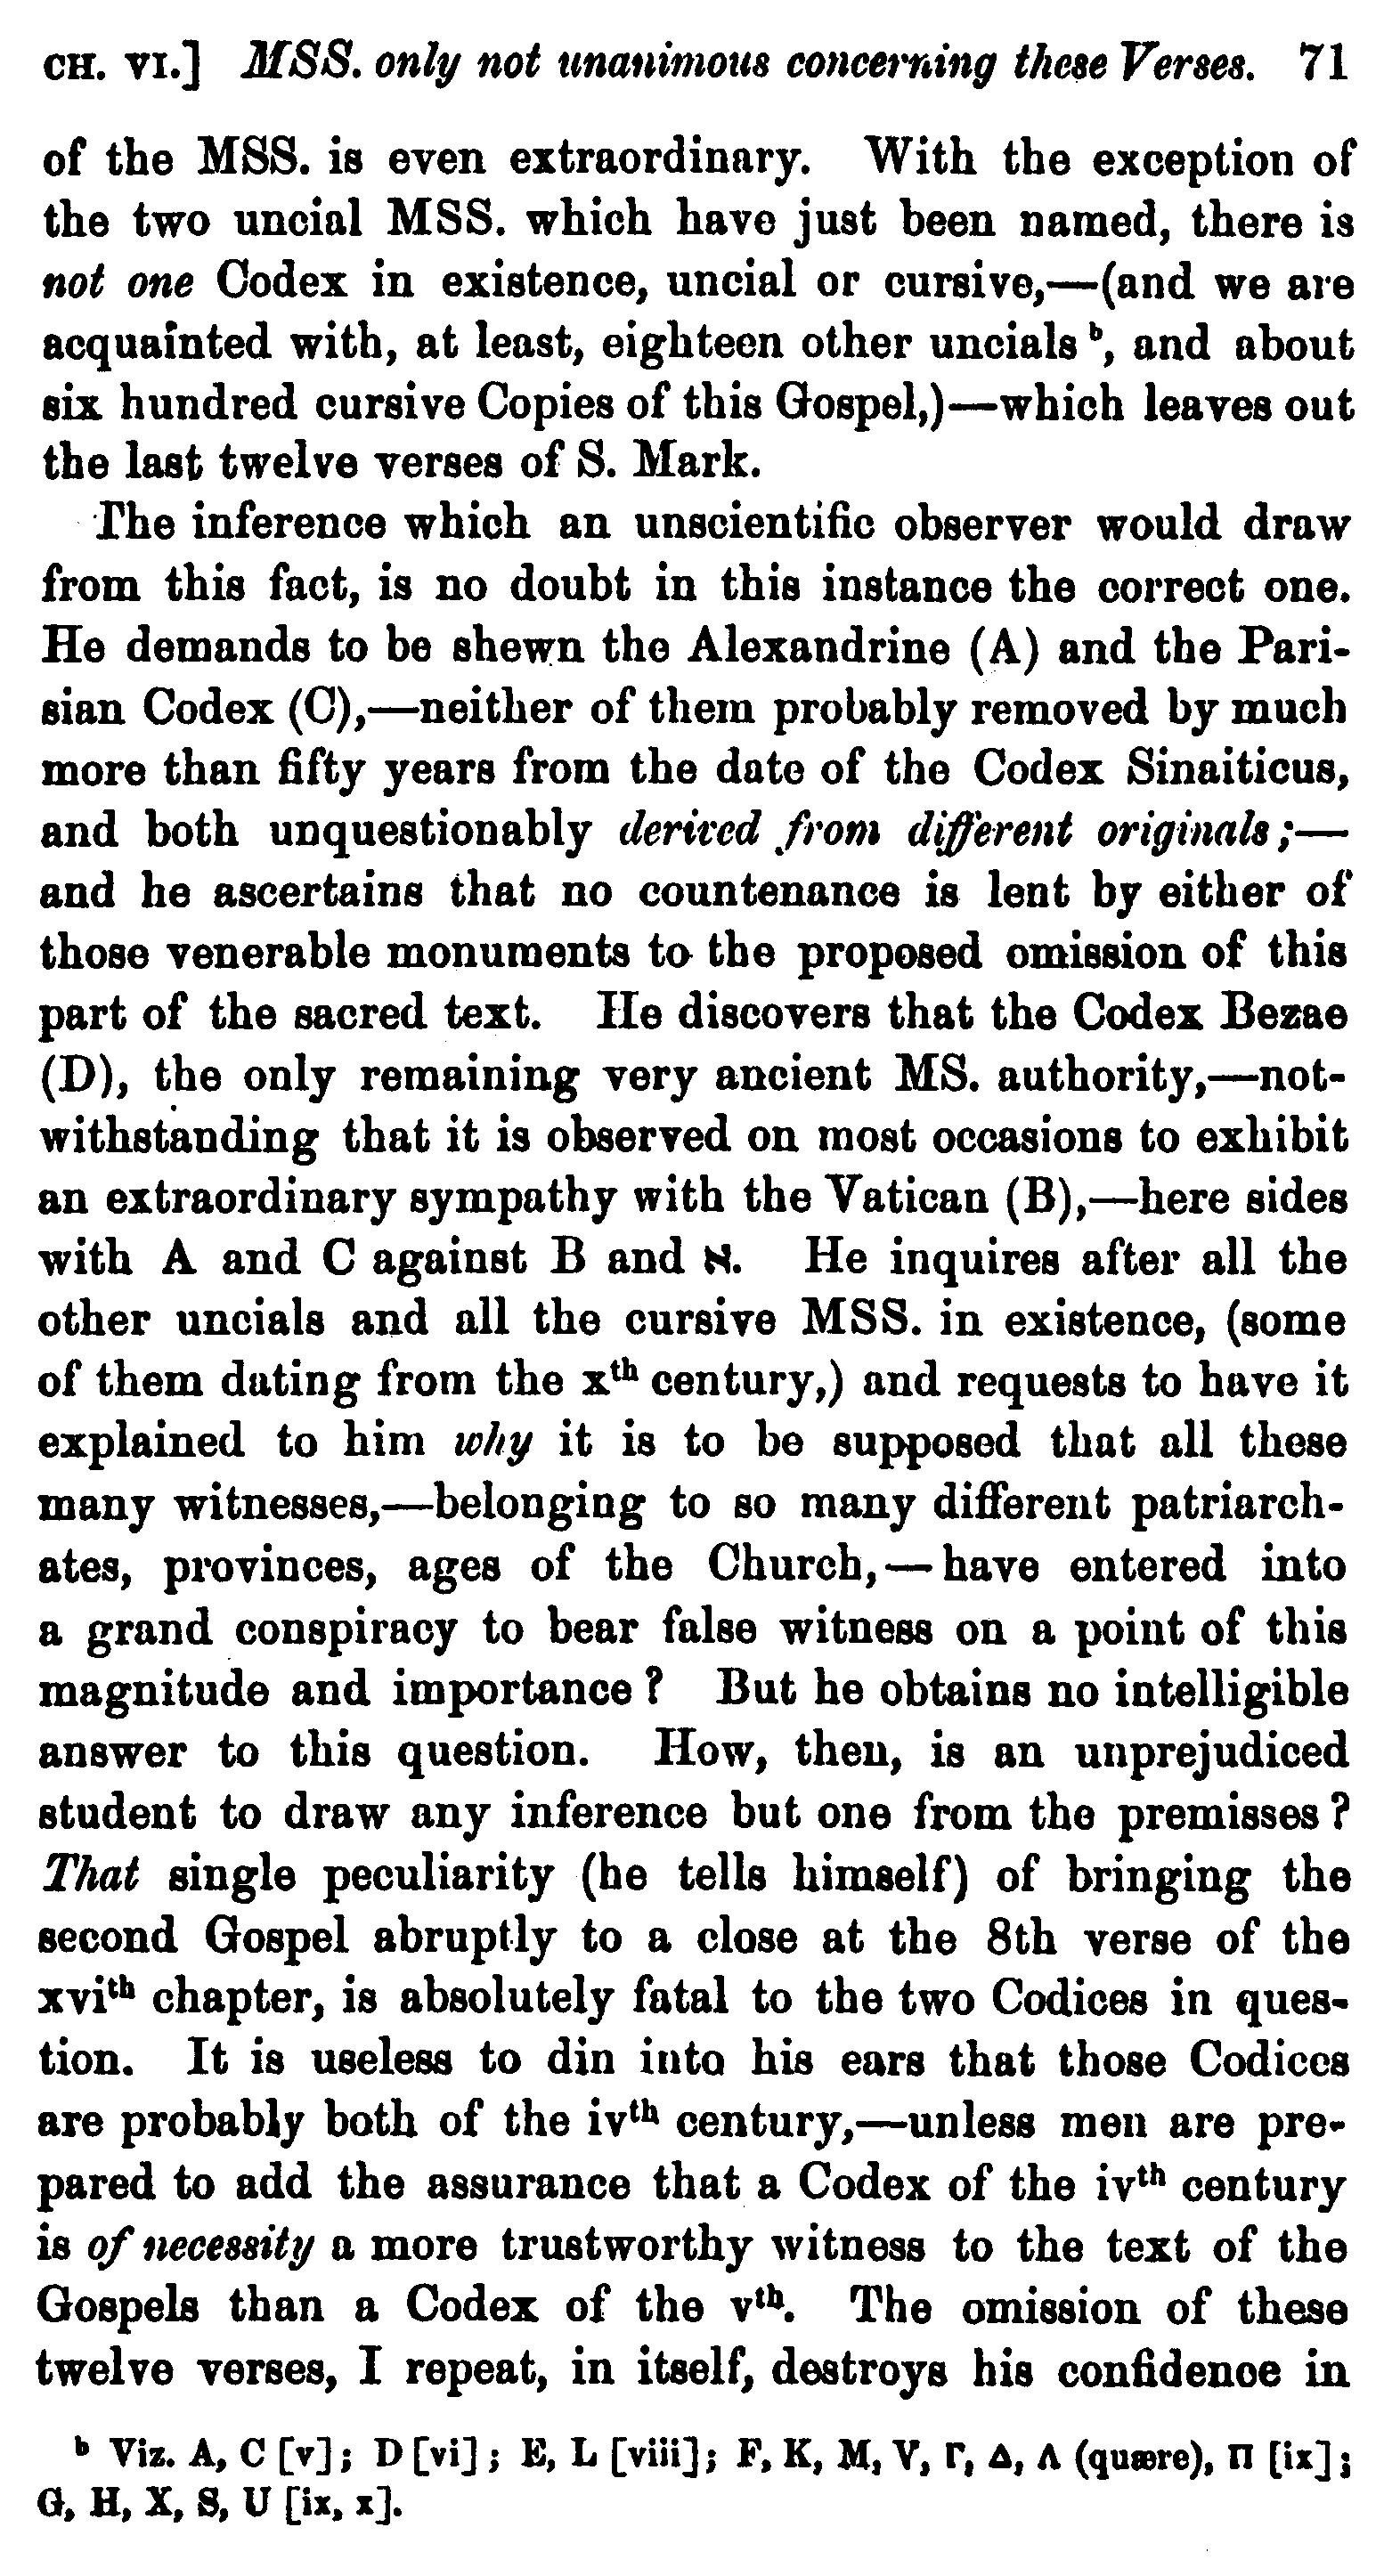 CH. VI.] MSS. only not unanimous concerning these Verses. 71
of the MSS. is even extraordinary. With the exception of
the two uncial MSS. which have just been named, there is
not one Codex in existence, uncial or cursive,—(and we are
acquainted with, at least, eighteen other uncials ᵇ, and about
six hundred cursive Copies of this Gospel,)—which leaves out
the last twelve verses of S. Mark.
The inference which an unscientific observer would draw
from this fact, is no doubt in this instance the correct one.
He demands to be shewn the Alexandrine (A) and the Pari-
sian Codex (C),—neither of them probably removed by much
more than fifty years from the date of the Codex Sinaiticus,
and both unquestionably derived from different originals;—
and he ascertains that no countenance is lent by either of
those venerable monuments to the proposed omission of this
part of the sacred text. He discovers that the Codex Bezae
(D), the only remaining very ancient MS. authority,—not-
withstanding that it is observed on most occasions to exhibit
an extraordinary sympathy with the Vatican (B),—here sides
with A and C against B and א. He inquires after all the
other uncials and all the cursive MSS. in existence, (some
of them dating from the xᵗʰ century,) and requests to have it
explained to him why it is to be supposed that all these
many witnesses,—belonging to so many different patriarch-
ates, provinces, ages of the Church,—have entered into
a grand conspiracy to bear false witness on a point of this
magnitude and importance? But he obtains no intelligible
answer to this question. How, then, is an unprejudiced
student to draw any inference but one from the premisses?
That single peculiarity (he tells himself) of bringing the
second Gospel abruptly to a close at the 8th verse of the
xviᵗʰ chapter, is absolutely fatal to the two Codices in ques-
tion. It is useless to din into his ears that those Codices
are probably both of the ivᵗʰ century,—unless men are pre-
pared to add the assurance that a Codex of the ivᵗʰ century
is of necessity a more trustworthy witness to the text of the
Gospels than a Codex of the vᵗʰ. The omission of these
twelve verses, I repeat, in itself, destroys his confidence in
ᵇ Viz. A, C [v]; D [vi]; E, L [viii]; F, K, M, V, Γ, Δ, Λ (quære), Π [ix];
G, H, X, S, U [ix, x].